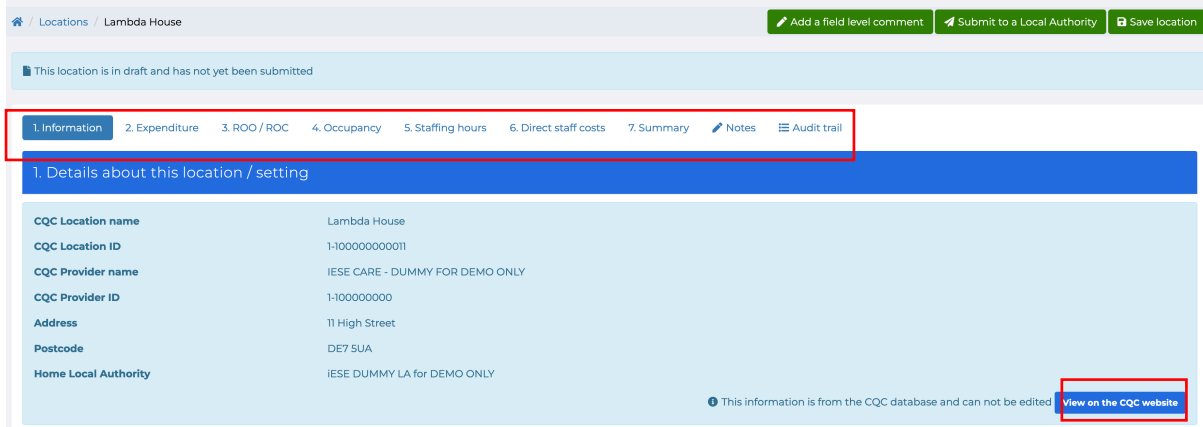 / Locations / Lambda House Add a field level comment Submit to a Local Authority Save location
This location is in draft and has not yet been submitted
1. Information 2. Expenditure 3. ROO / ROC 4. Occupancy 5. Staffing hours 6. Direct staff costs 7. Summary Notes Audit trail
1. Details about this location / setting
CQC Location name Lambda House
CQC Location ID 1-100000000011
CQC Provider name IESE CARE - DUMMY FOR DEMO ONLY
CQC Provider ID 1-100000000
Address 11 High Street
Postcode DE7 5UA
Home Local Authority iESE DUMMY LA for DEMO ONLY
This information is from the CQC database and can not be edited View on the CQC website